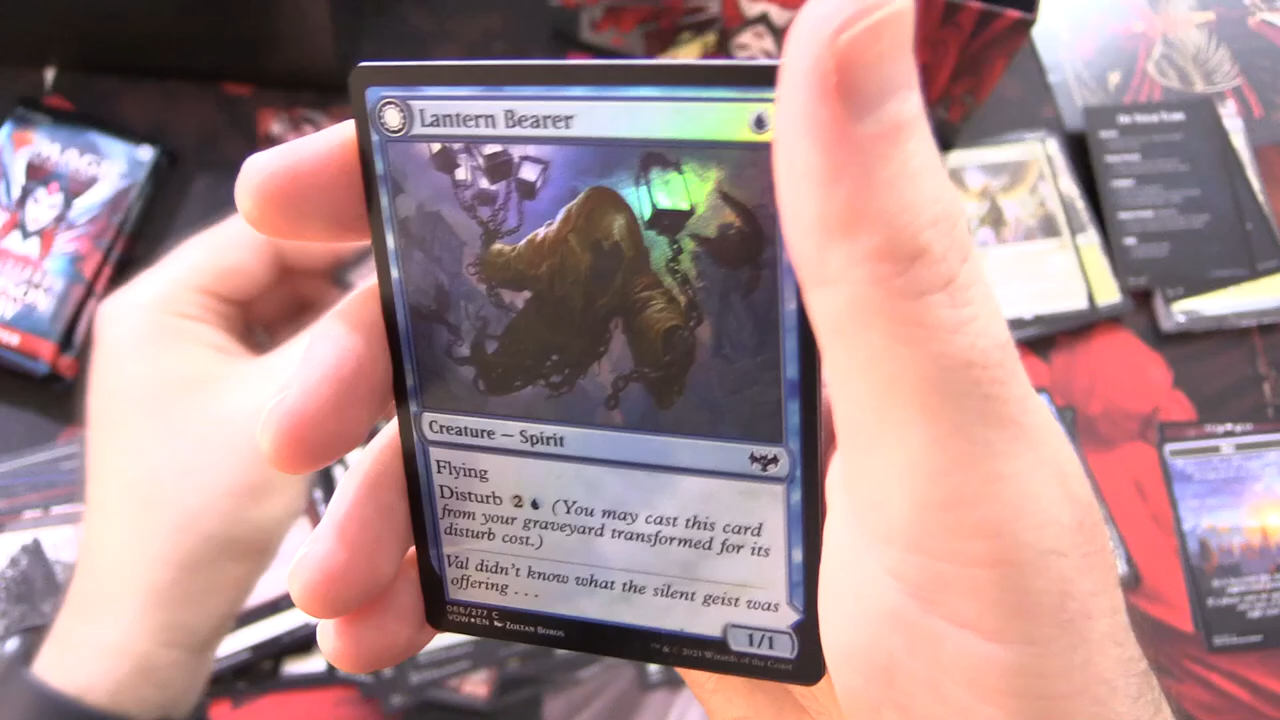 Lantern Bearer
Creature — Spirit
Flying
Disturb 2 (You may cast this card
from your graveyard transformed for its
disturb cost.)
Val didn't know what the silent geist was
offering . . .
066/277 C
VOW★EN Zoltan Boros
1/1
™ & © 2021 Wizards of the Coast